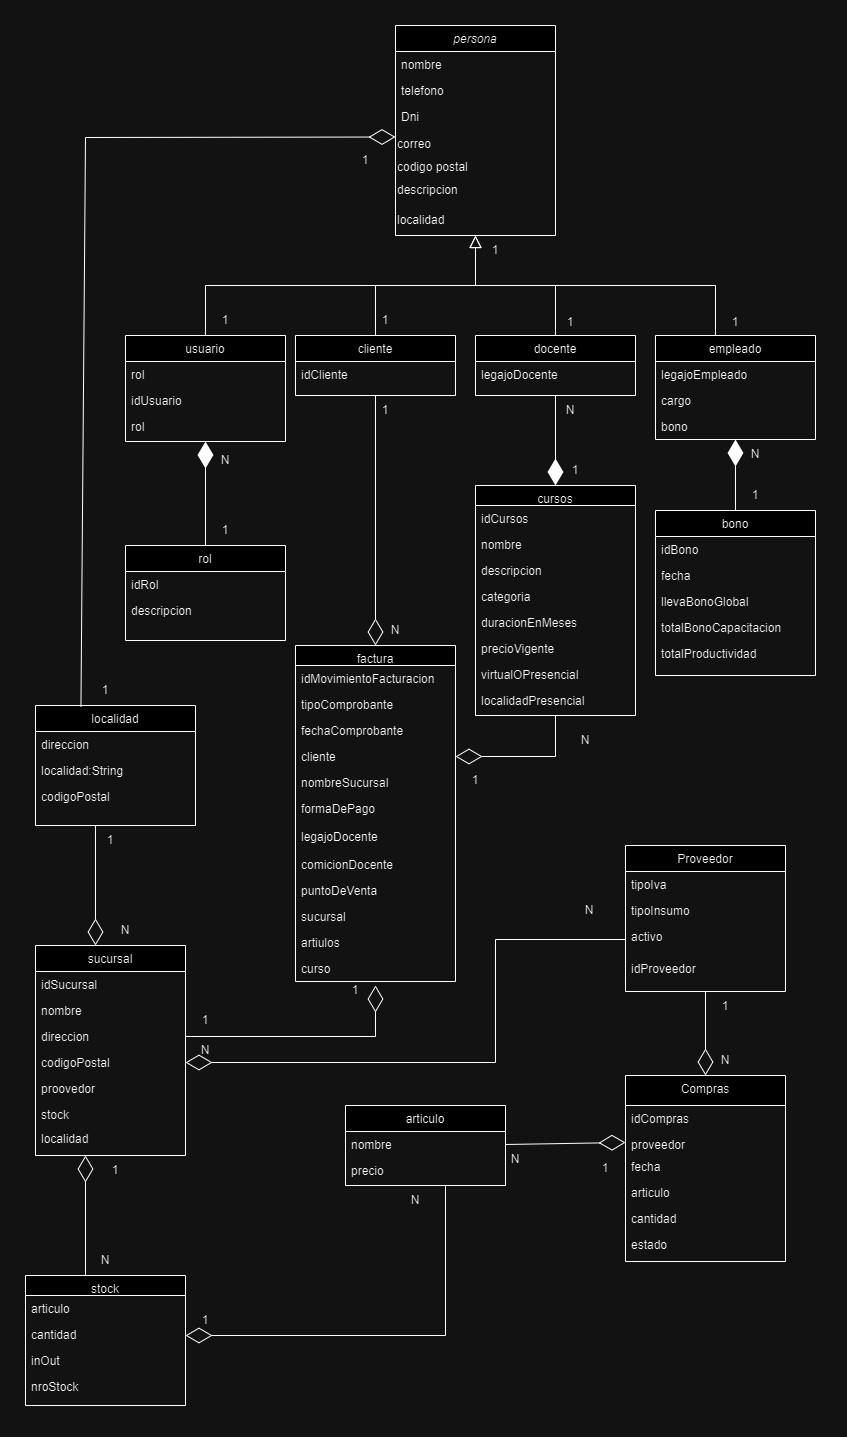 persona
nombre
telefono
Dni
correo
1
codigo postal
descripcion
localidad
1
1
1
1
1
usuario
rol
idUsuario
rol
cliente
idCliente
docente
legajoDocente
empleado
legajoEmpleado
cargo
bono
N
1
N
1
N
1
N
1
rol
idRol
descripcion
cursos
idCursos
nombre
descripcion
categoria
duracionEnMeses
precioVigente
virtualOPresencial
localidadPresencial
bono
idBono
fecha
llevaBonoGlobal
totalBonoCapacitacion
totalProductividad
factura
idMovimientoFacturacion
tipoComprobante
fechaComprobante
cliente
nombreSucursal
formaDePago
legajoDocente
comicionDocente
puntoDeVenta
sucursal
artiulos
curso
N
1
1
localidad
direccion
localidad:String
codigoPostal
1
N
Proveedor
tipoIva
tipoInsumo
activo
idProveedor
N
sucursal
idSucursal
nombre
direccion
codigoPostal
proovedor
stock
localidad
1
1
N
1
N
Compras
idCompras
proveedor
fecha
articulo
cantidad
estado
articulo
nombre
precio
N
1
N
1
N
stock
articulo
cantidad
inOut
nroStock
1